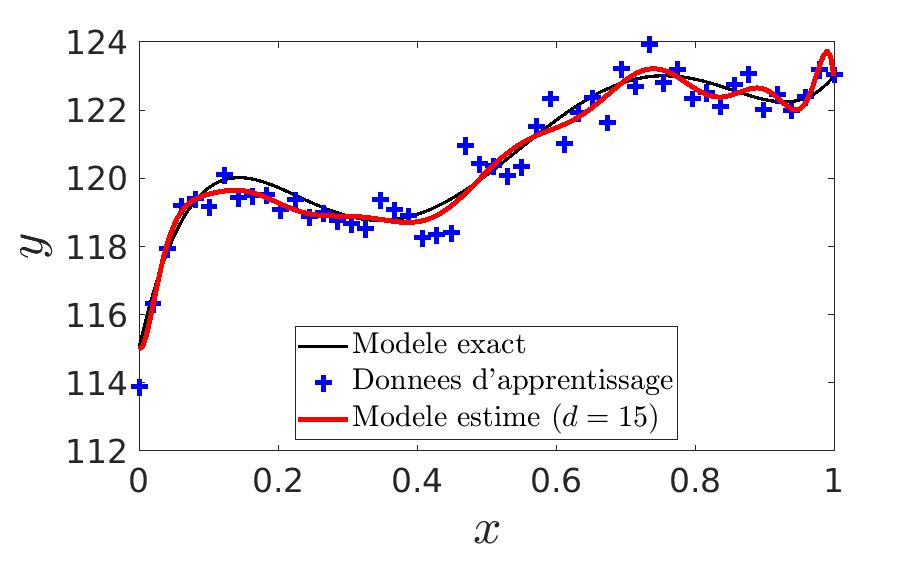 124
122
120
118
116
114
112
y
Modele exact
Donnees d'apprentissage
Modele estime (d = 15)
0 0.2 0.4 0.6 0.8 1
x